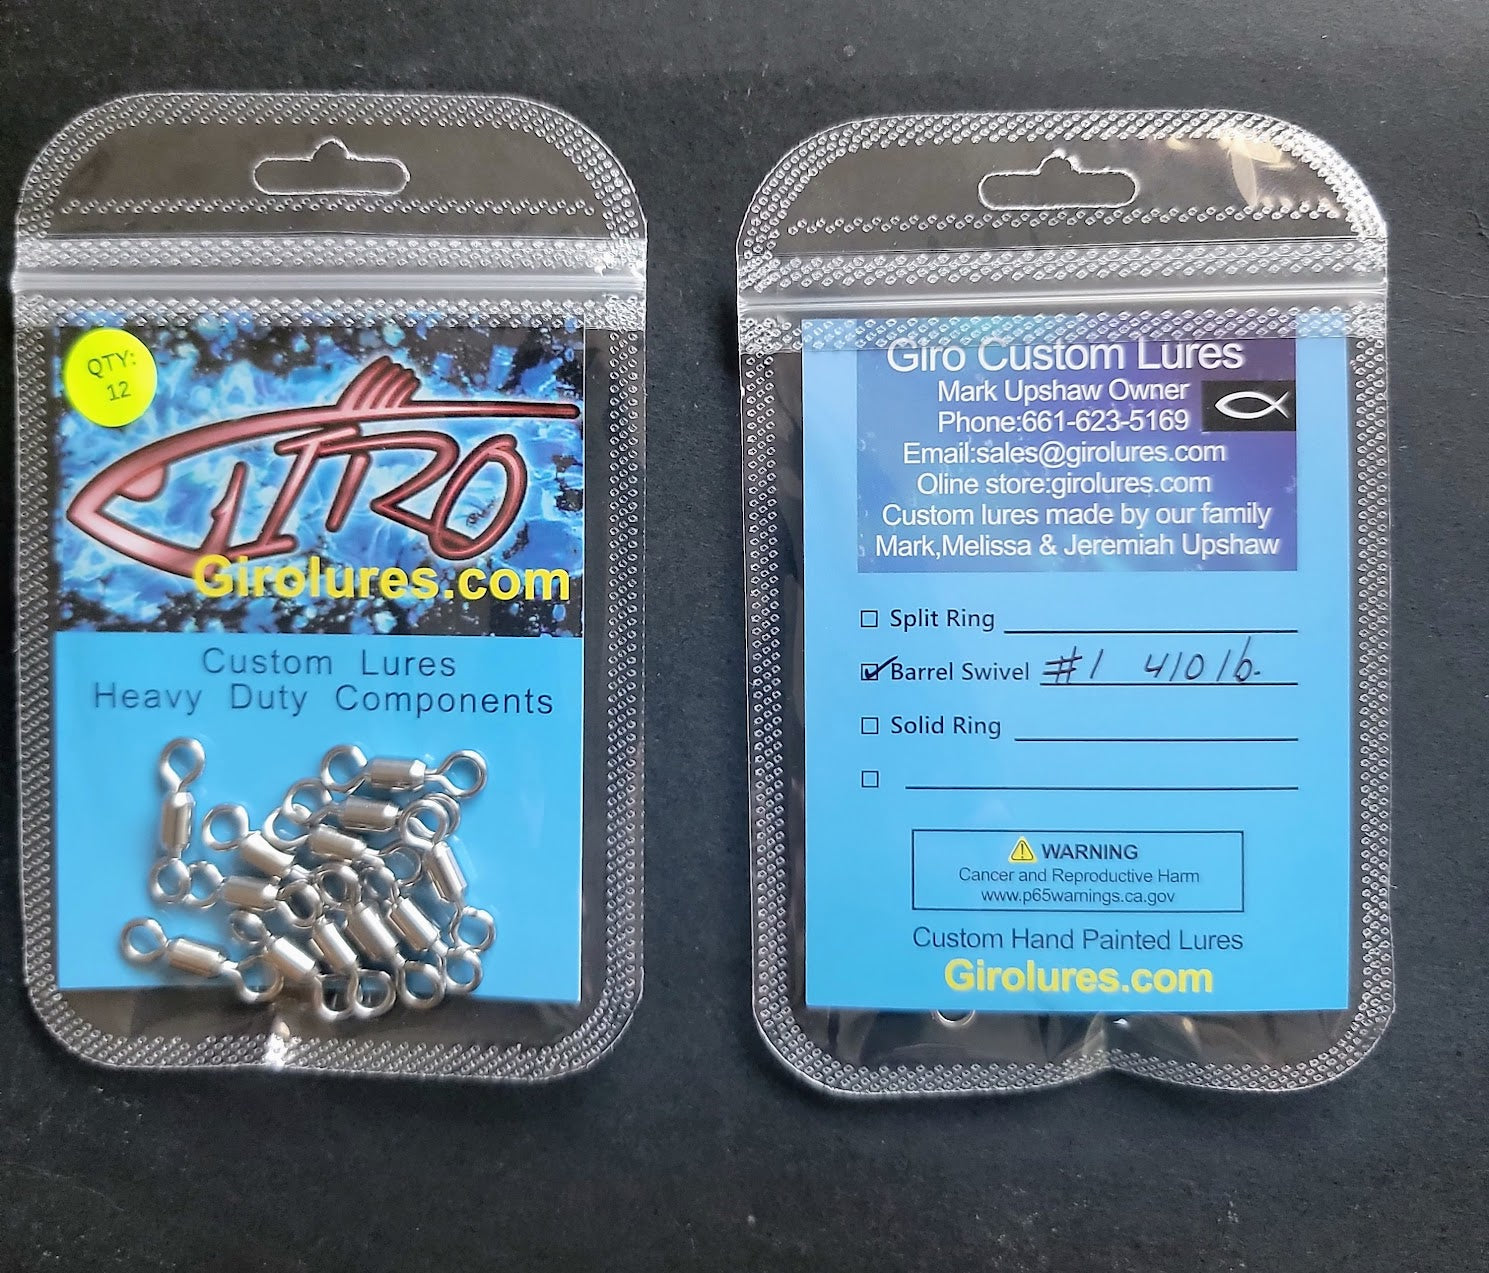 QTY:
12
GIRO
Girolures.com
Custom Lures
Heavy Duty Components
Giro Custom Lures
Mark Upshaw Owner
Phone:661-623-5169
Email:sales@girolures.com
Oline store:girolures.com
Custom lures made by our family
Mark,Melissa & Jeremiah Upshaw
Split Ring
Barrel Swivel #1 410 lb.
Solid Ring
WARNING
Cancer and Reproductive Harm
www.p65warnings.ca.gov
Custom Hand Painted Lures
Girolures.com